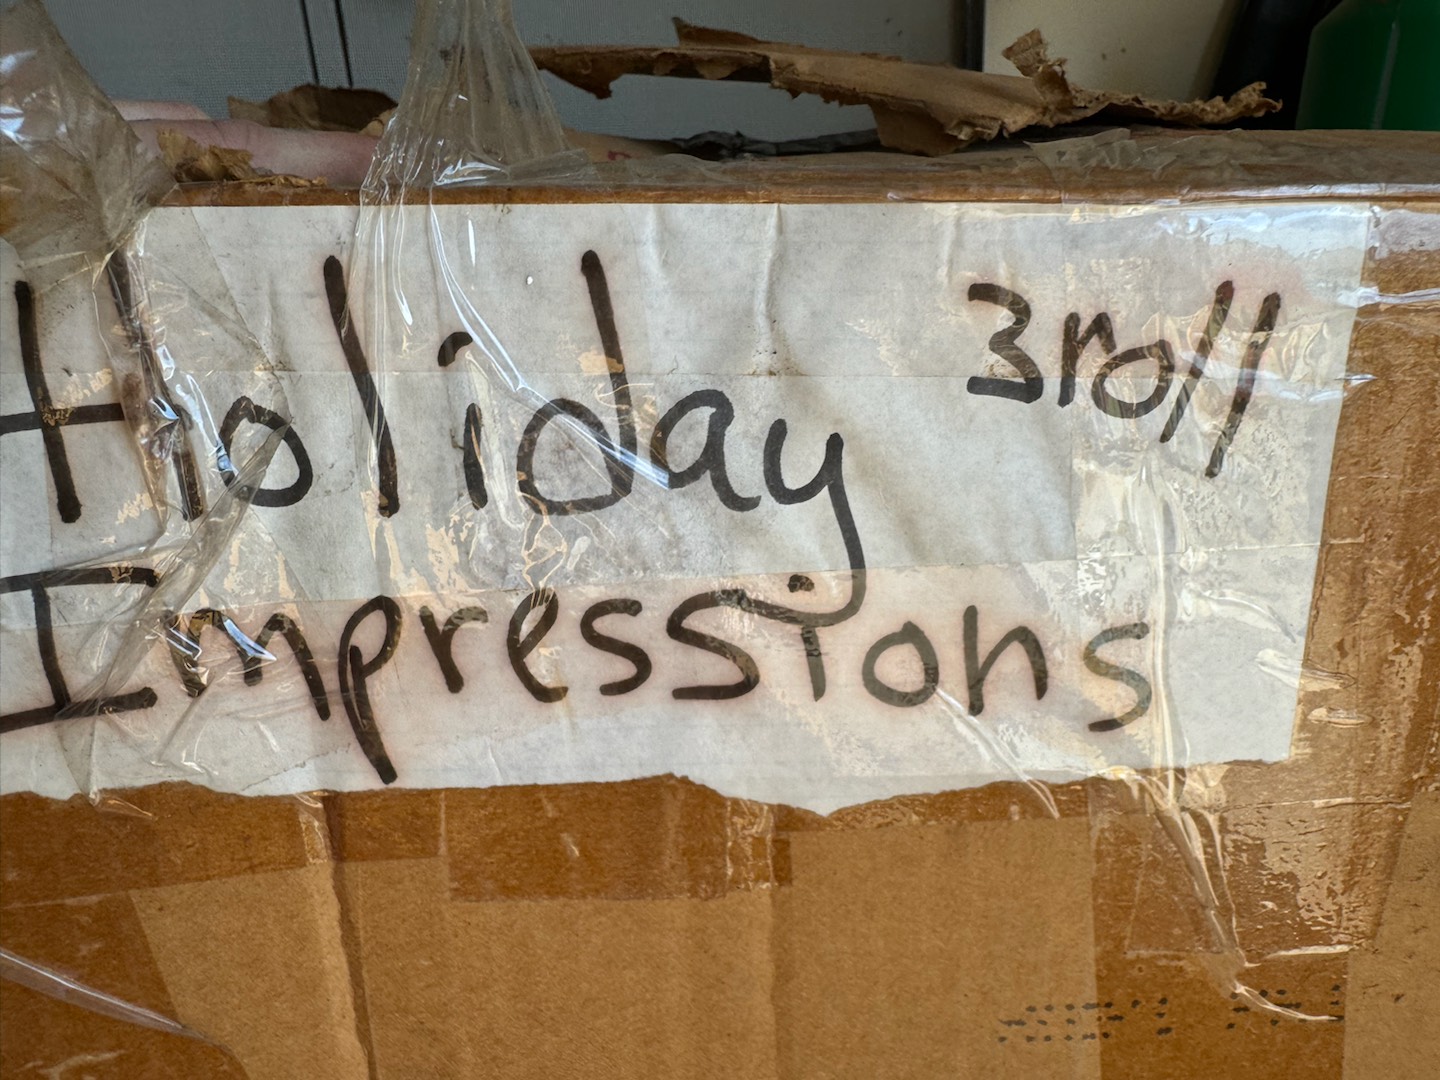 Holiday 3roll
Impressions